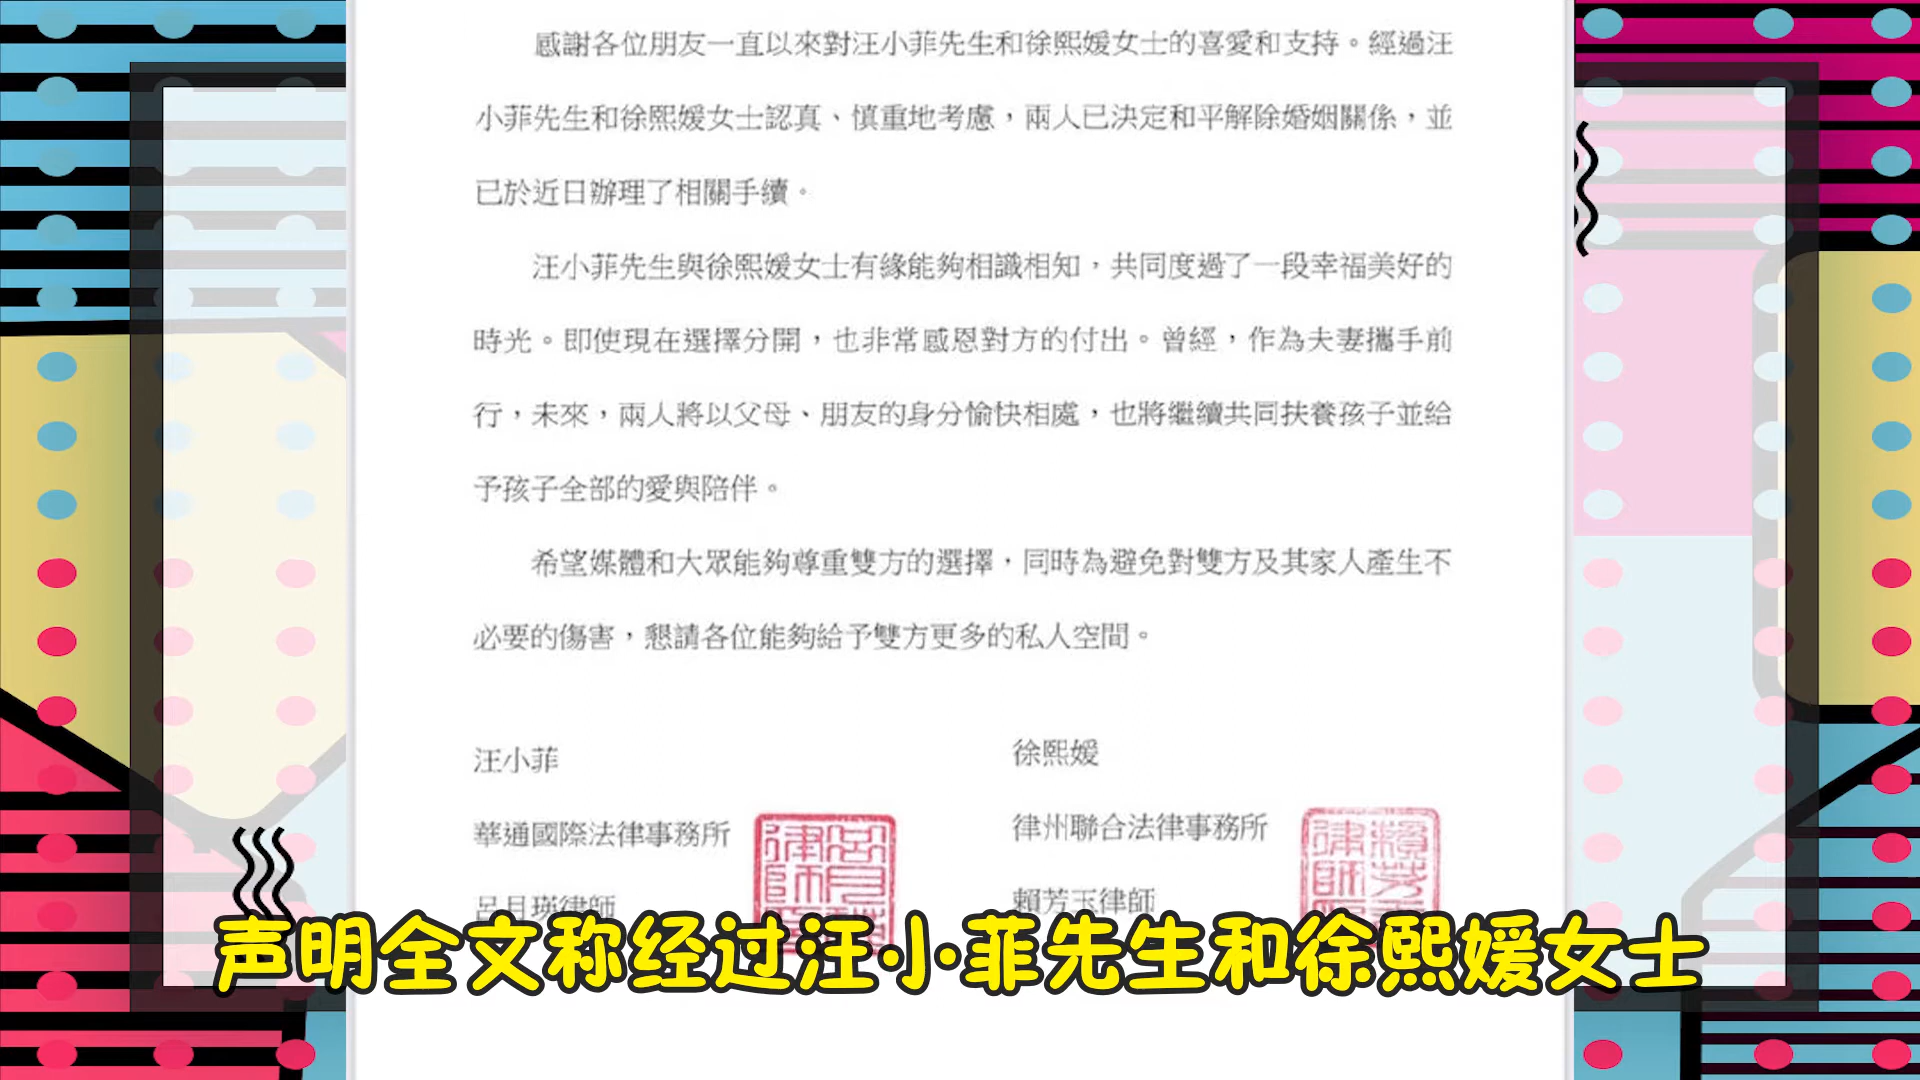 感謝各位朋友一直以來對汪小菲先生和徐熙媛女士的喜愛和支持。經過汪
小菲先生和徐熙媛女士認真、慎重地考慮，兩人已決定和平解除婚姻關係，並
已於近日辦理了相關手續。
汪小菲先生與徐熙媛女士有緣能夠相識相知，共同度過了一段幸福美好的
時光。即使現在選擇分開，也非常感恩對方的付出。曾經，作為夫妻攜手前
行，未來，兩人將以父母、朋友的身分愉快相處，也將繼續共同扶養孩子並給
予孩子全部的愛與陪伴。
希望媒體和大眾能夠尊重雙方的選擇，同時為避免對雙方及其家人產生不
必要的傷害，懇請各位能夠給予雙方更多的私人空間。
汪小菲
華通國際法律事務所
呂月瑛律師
徐熙媛
律州聯合法律事務所
賴芳玉律師
声明全文称经过汪小菲先生和徐熙媛女士